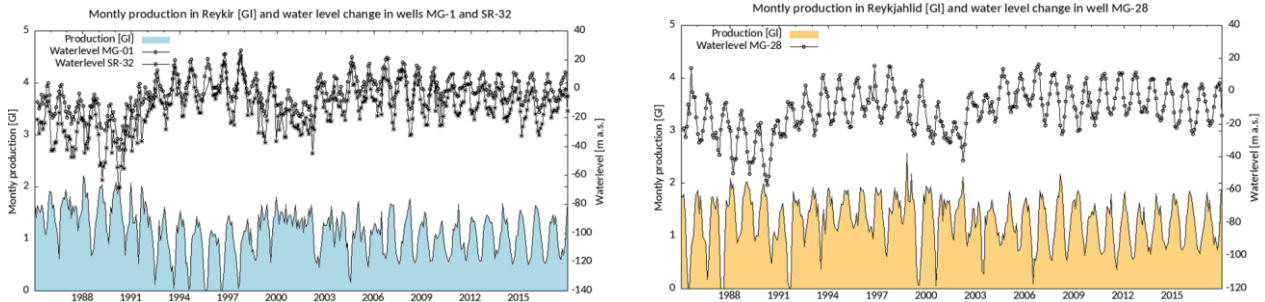 Montly production in Reykir [Gl] and water level change in wells MG-1 and SR-32
Production [Gl]
Waterlevel MG-01
Waterlevel SR-32
Montly production [Gl]
5
4
3
2
1
0
Waterlevel [m a.s.]
40
20
0
-20
-40
-60
-80
-100
-120
-140
1988 1991 1994 1997 2000 2003 2006 2009 2012 2015
Montly production in Reykjahlid [Gl] and water level change in well MG-28
Production [Gl]
Waterlevel MG-28
Montly production [Gl]
5
4
3
2
1
0
Waterlevel [m a.s.]
40
20
0
-20
-40
-60
-80
-100
-120
1988 1991 1994 1997 2000 2003 2006 2009 2012 2015